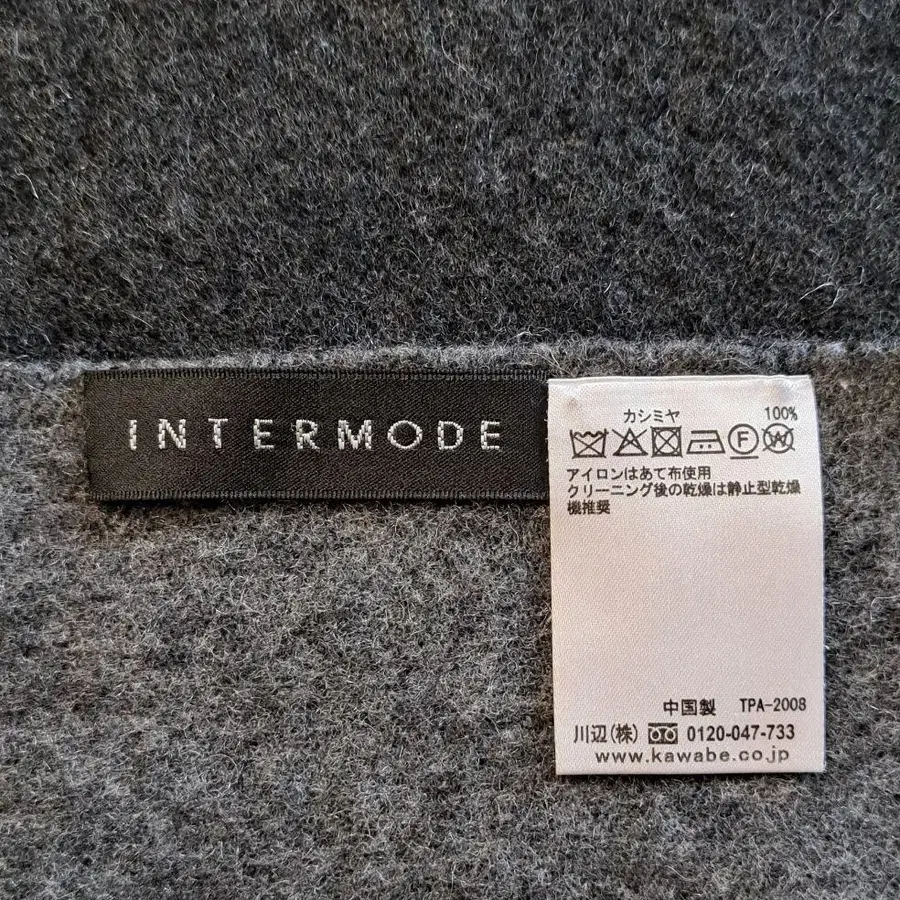 INTERMODE
カシミヤ 100%
アイロンはあて布使用
クリーニング後の乾燥は静止型乾燥
機推奨
中国製 TPA-2008
川辺(株) 0120-047-733
www.kawabe.co.jp